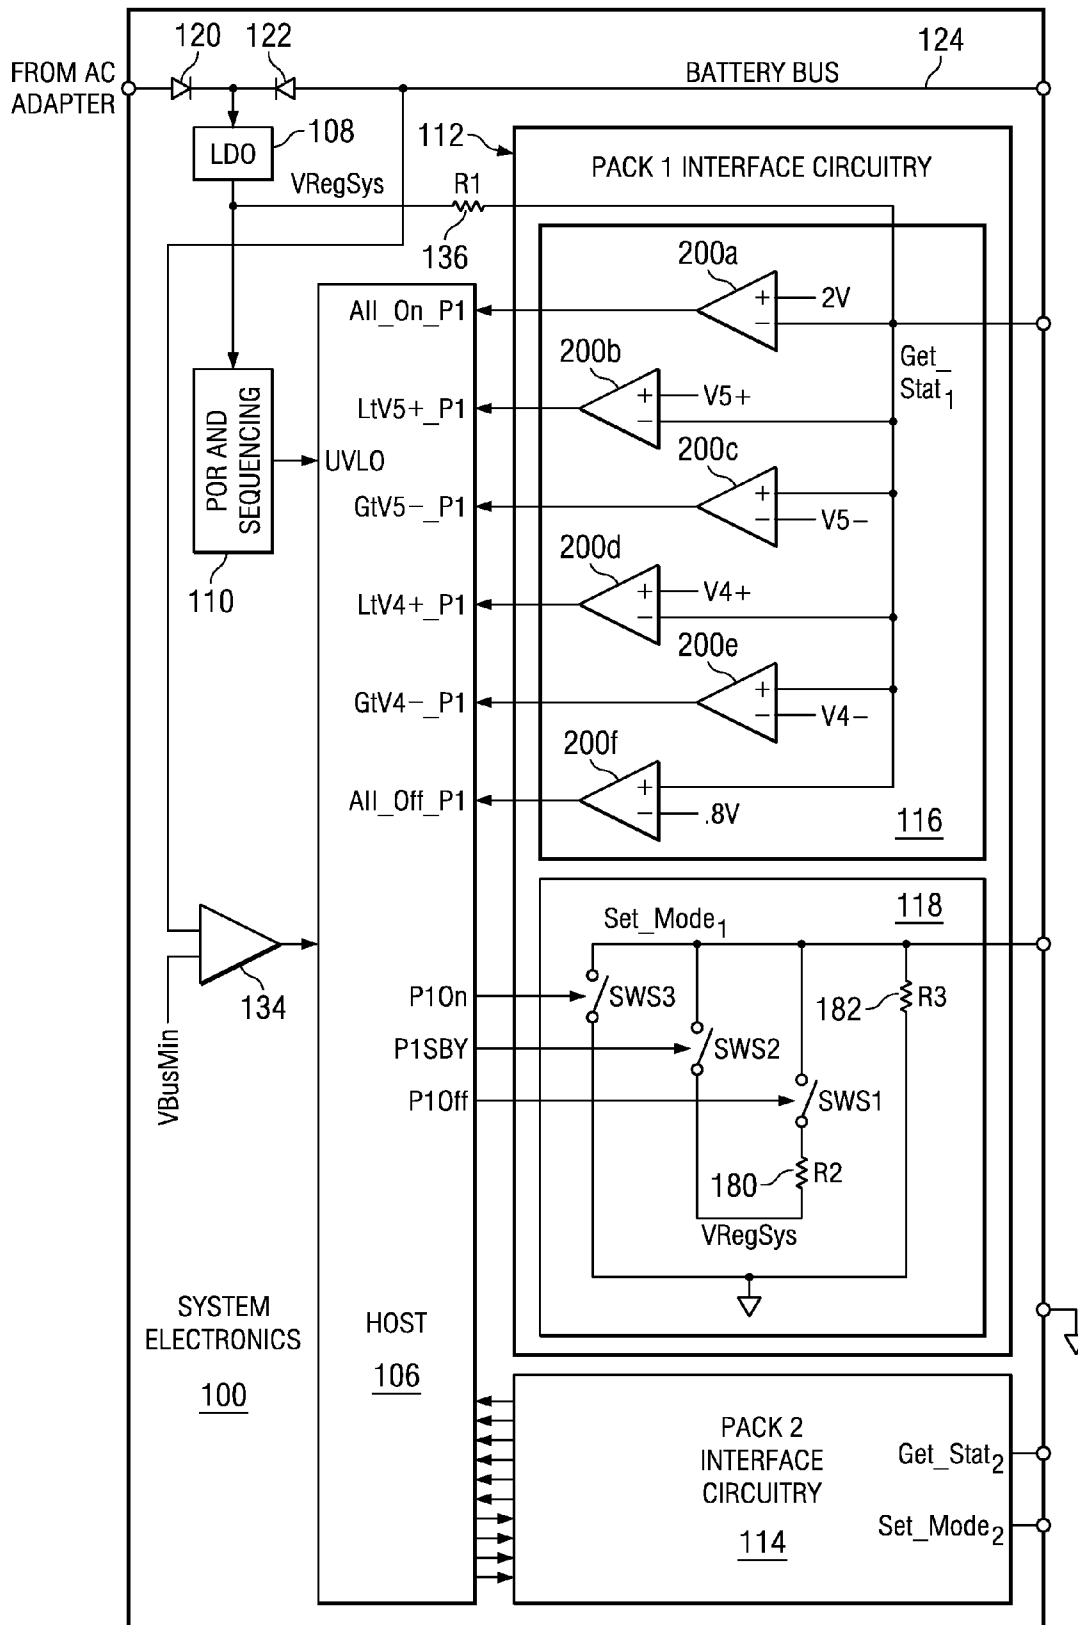 120
122
124
FROM AC
ADAPTER
BATTERY BUS
LDO
108
112
PACK 1 INTERFACE CIRCUITRY
VRegSys
R1
136
200a
All_On_P1
+
−
2V
Get_
Stat1
200b
LtV5+_P1
+
−
V5+
POR AND
SEQUENCING
UVLO
200c
GtV5−_P1
+
−
V5−
110
200d
LtV4+_P1
+
−
V4+
200e
GtV4−_P1
+
−
V4−
200f
All_Off_P1
+
−
.8V
116
118
Set_Mode1
134
VBusMin
P1On
SWS3
182
R3
P1SBY
SWS2
P1Off
SWS1
180
R2
VRegSys
SYSTEM
ELECTRONICS
100
HOST
106
PACK 2
INTERFACE
CIRCUITRY
114
Get_Stat2
Set_Mode2